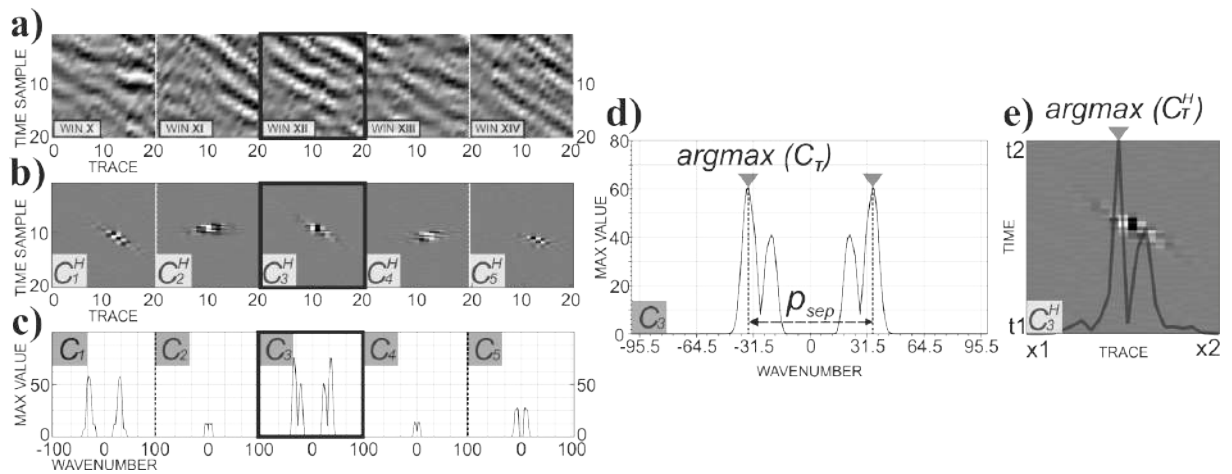 a)
TIME SAMPLE
10
20
WIN X
WIN XI
WIN XII
WIN XIII
WIN XIV
10
20
0 10 20 10 20 10 20 10 20 10 20
TRACE
b)
TIME SAMPLE
10
20
C1H
C2H
C3H
C4H
C5H
0 10 20 10 20 10 20 10 20 10 20
TRACE
c)
MAX VALUE
50
0
C1
C2
C3
C4
C5
50
0
-100 0 100 0 100 0 100 0 100 0 100
WAVENUMBER
d)
MAX VALUE
80
60
40
20
0
argmax (CT)
psep
C3
-95.5 -64.5 -31.5 0 31.5 64.5 95.5
WAVENUMBER
e)
argmax (CTH)
t2
TIME
t1
C3H
x1 TRACE x2